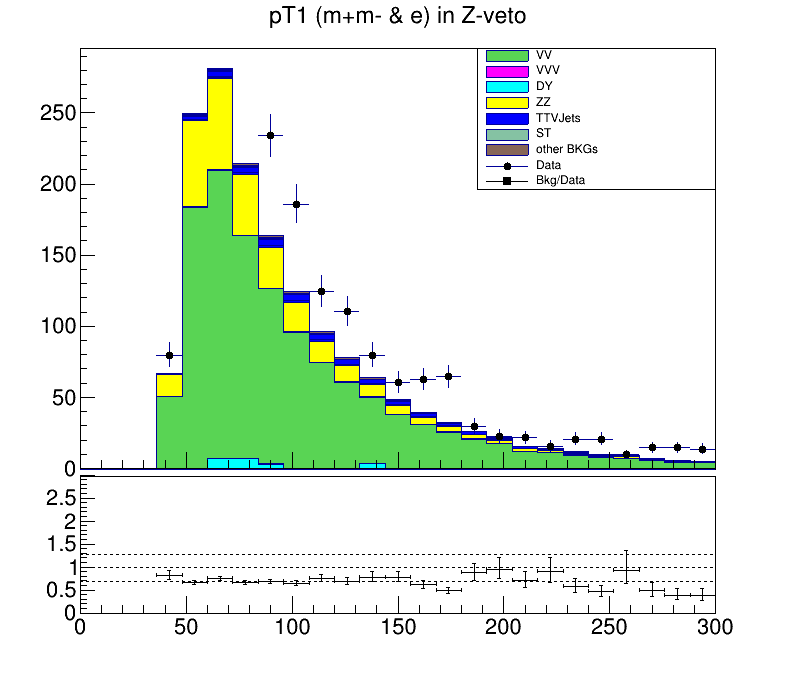 pT1 (m+m- & e) in Z-veto
VV
VVV
DY
ZZ
TTVJets
ST
other BKGs
Data
Bkg/Data
250
200
150
100
50
0
2.5
2
1.5
1
0.5
0
0 50 100 150 200 250 300